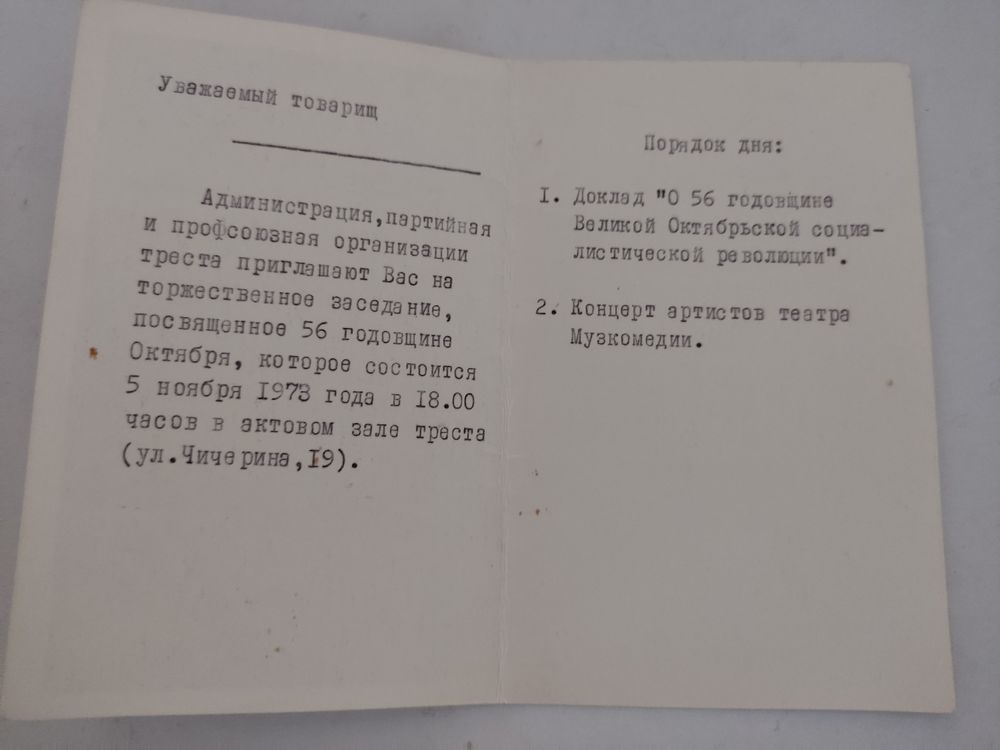 Уважаемый товарищ
Администрация,партийная
и профсоюзная организации
треста приглашают Вас на
торжественное заседание,
посвященное 56 годовщине
Октября, которое состоится
5 ноября 1973 года в 18.00
часов в актовом зале треста
(ул.Чичерина,19).
Порядок дня:
1. Доклад "О 56 годовщине
Великой Октябрьской социа-
листической революции".
2. Концерт артистов театра
Музкомедии.